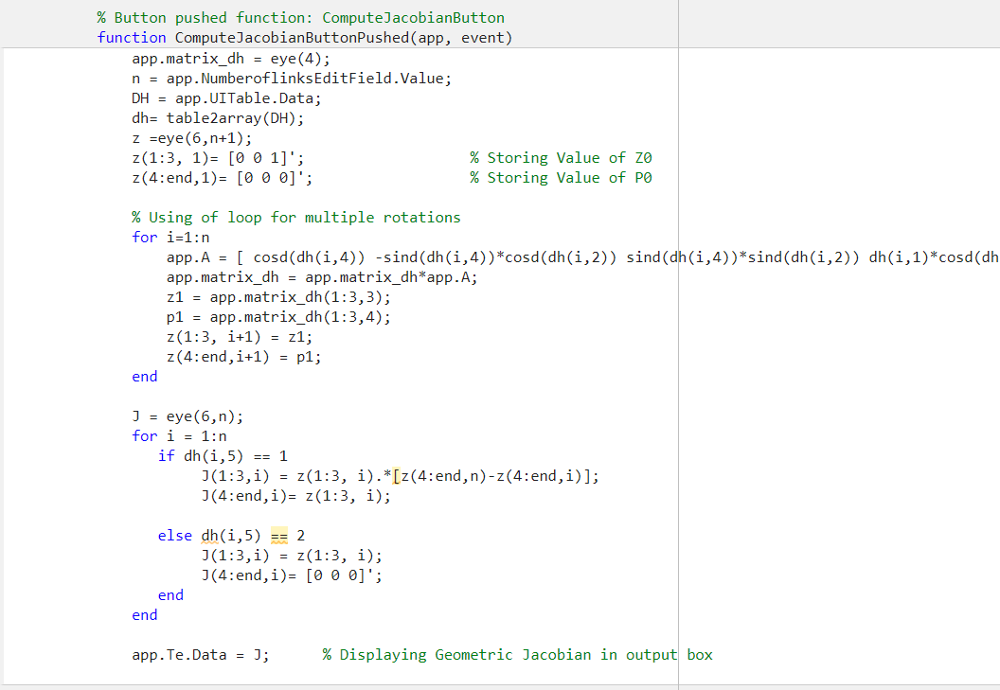 % Button pushed function: ComputeJacobianButton
function ComputeJacobianButtonPushed(app, event)
app.matrix_dh = eye(4);
n = app.NumberoflinksEditField.Value;
DH = app.UITable.Data;
dh= table2array(DH);
z =eye(6,n+1);
z(1:3, 1)= [0 0 1]'; % Storing Value of Z0
z(4:end,1)= [0 0 0]'; % Storing Value of P0
% Using of loop for multiple rotations
for i=1:n
app.A = [ cosd(dh(i,4)) -sind(dh(i,4))*cosd(dh(i,2)) sind(dh(i,4))*sind(dh(i,2)) dh(i,1)*cosd(dh
app.matrix_dh = app.matrix_dh*app.A;
z1 = app.matrix_dh(1:3,3);
p1 = app.matrix_dh(1:3,4);
z(1:3, i+1) = z1;
z(4:end,i+1) = p1;
end
J = eye(6,n);
for i = 1:n
if dh(i,5) == 1
J(1:3,i) = z(1:3, i).*[z(4:end,n)-z(4:end,i)];
J(4:end,i)= z(1:3, i);
else dh(i,5) == 2
J(1:3,i) = z(1:3, i);
J(4:end,i)= [0 0 0]';
end
end
app.Te.Data = J; % Displaying Geometric Jacobian in output box